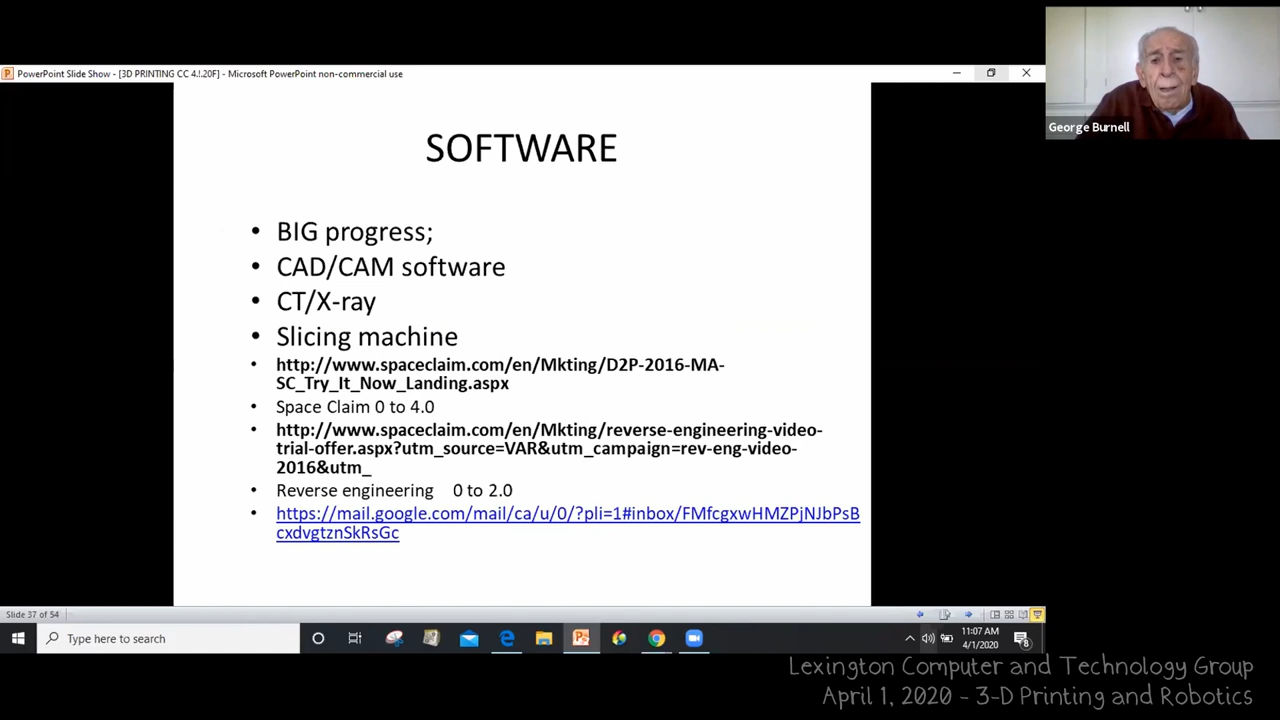 PowerPoint Slide Show - [3D PRINTING CC 4.!.20F] - Microsoft PowerPoint non-commercial use
George Burnell
SOFTWARE
• BIG progress;
• CAD/CAM software
• CT/X-ray
• Slicing machine
• http://www.spaceclaim.com/en/Mkting/D2P-2016-MA-
SC_Try_It_Now_Landing.aspx
• Space Claim 0 to 4.0
• http://www.spaceclaim.com/en/Mkting/reverse-engineering-video-
trial-offer.aspx?utm_source=VAR&utm_campaign=rev-eng-video-
2016&utm_
• Reverse engineering 0 to 2.0
• https://mail.google.com/mail/ca/u/0/?pli=1#inbox/FMfcgxwHMZPjNJbPsB
cxdvgtznSkRsGc
Slide 37 of 54
Type here to search
11:07 AM
4/1/2020
Lexington Computer and Technology Group
April 1, 2020 - 3-D Printing and Robotics